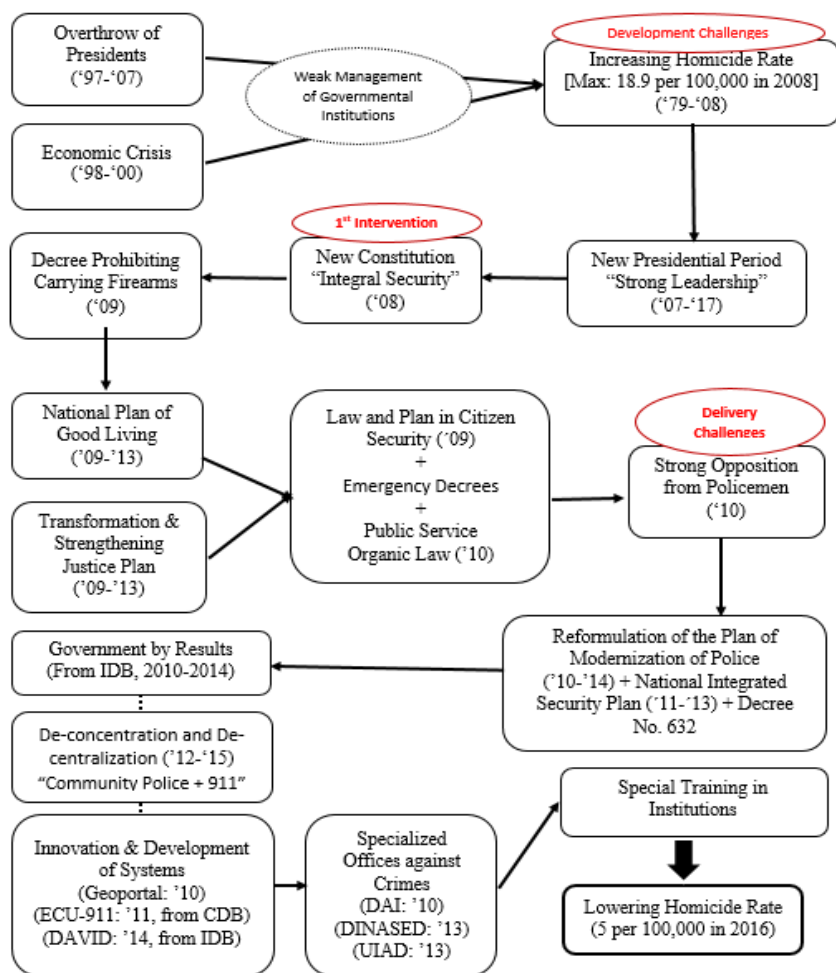 Overthrow of
Presidents
(‘97-‘07)
Weak Management
of Governmental
Institutions
Development Challenges
Increasing Homicide Rate
[Max: 18.9 per 100,000 in 2008]
(‘79-‘08)
Economic Crisis
(‘98-‘00)
Decree Prohibiting
Carrying Firearms
(‘09)
1st Intervention
New Constitution
“Integral Security”
(‘08)
New Presidential Period
“Strong Leadership”
(‘07-‘17)
National Plan of
Good Living
(’09-’13)
Transformation &
Strengthening
Justice Plan
(’09-’13)
Law and Plan in Citizen
Security (´09)
+
Emergency Decrees
+
Public Service
Organic Law (’10)
Delivery
Challenges
Strong Opposition
from Policemen
(‘10)
Government by Results
(From IDB, 2010-2014)
Reformulation of the Plan of
Modernization of Police
(’10-’14) + National Integrated
Security Plan (´11-´13) + Decree
No. 632
De-concentration and De-
centralization (’12-‘15)
“Community Police + 911”
Innovation & Development
of Systems
(Geoportal: ’10)
(ECU-911: ’11, from CDB)
(DAVID: ’14, from IDB)
Specialized
Offices against
Crimes
(DAI: ’10)
(DINASED: ’13)
(UIAD: ’13)
Special Training in
Institutions
Lowering Homicide Rate
(5 per 100,000 in 2016)